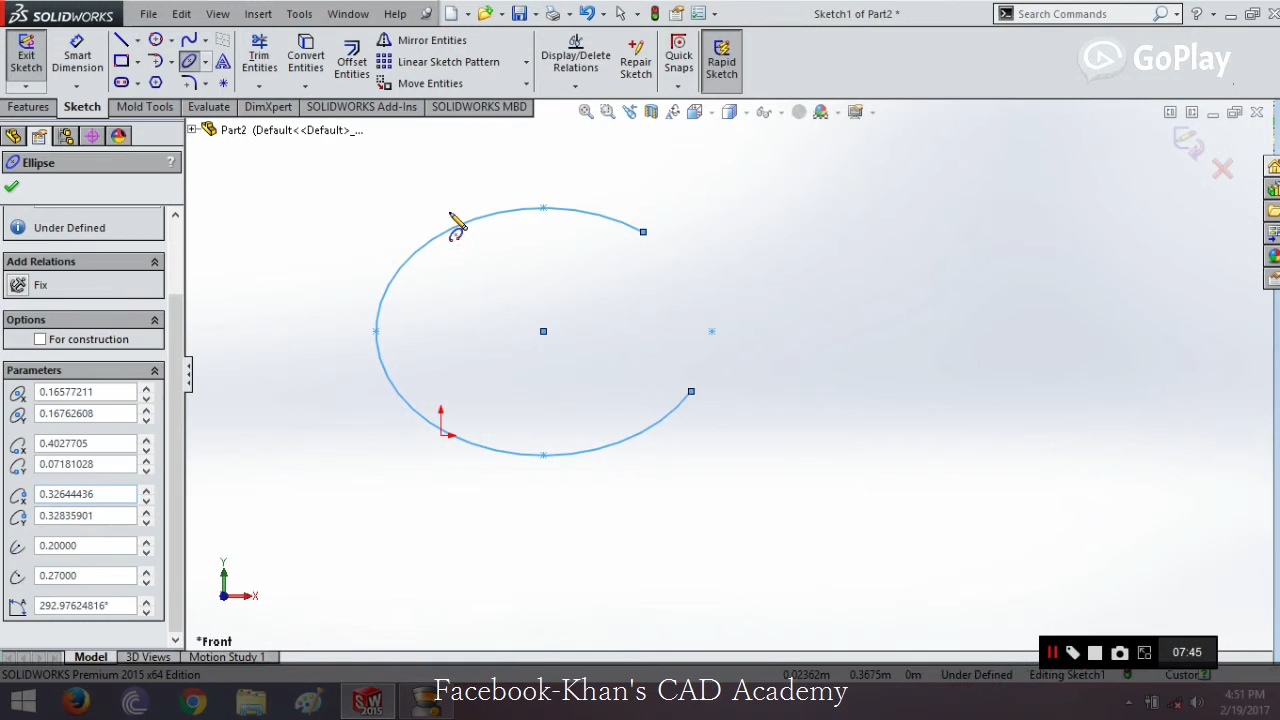 SOLIDWORKS File Edit View Insert Tools Window Help Sketch1 of Part2 * Search Commands
GoPlay
Exit Sketch
Smart Dimension
Trim Entities
Convert Entities
Offset Entities
Mirror Entities
Linear Sketch Pattern
Move Entities
Display/Delete Relations
Repair Sketch
Quick Snaps
Rapid Sketch
Features Sketch Mold Tools Evaluate DimXpert SOLIDWORKS Add-Ins SOLIDWORKS MBD
Part2 (Default<<Default>_...
Ellipse ?
Under Defined
Add Relations
Fix
Options
For construction
Parameters
0.16577211
0.16762608
0.4027705
0.07181028
0.32644436
0.32835901
0.20000
0.27000
292.97624816°
Y
X
*Front
Model 3D Views Motion Study 1
07:45
SOLIDWORKS Premium 2015 x64 Edition 0.02362m 0.3675m 0m Under Defined Editing Sketch1
Facebook-Khan's CAD Academy
4:51 PM
2/19/2017